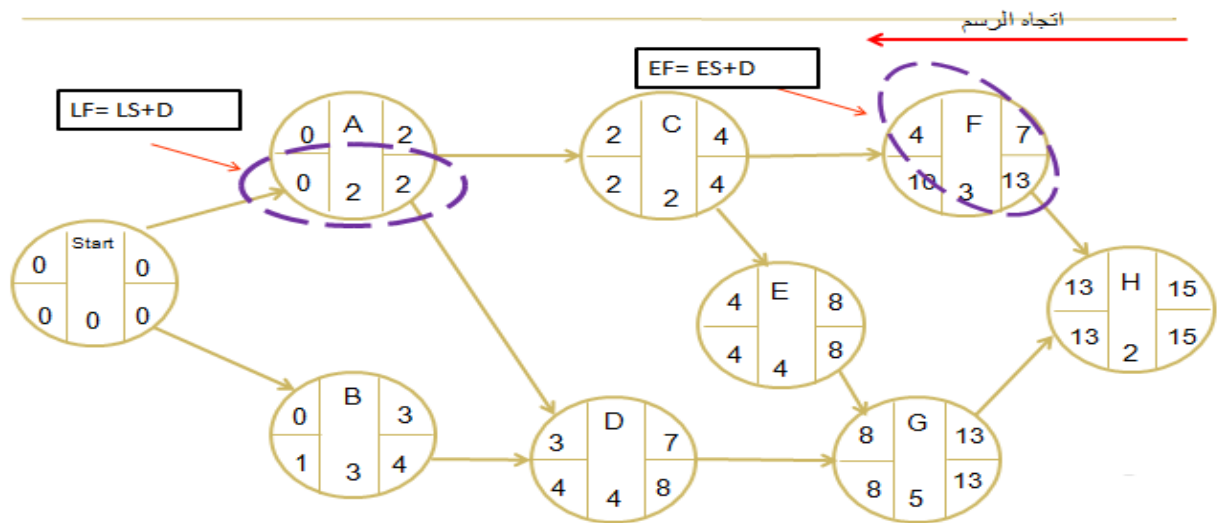 اتجاه الرسم
EF= ES+D
LF= LS+D
0 A 2
0 2 2
2 C 4
2 2 4
4 F 7
10 3 13
Start
0 0
0 0 0
4 E 8
4 4 8
13 H 15
13 2 15
0 B 3
1 3 4
3 D 7
4 4 8
8 G 13
8 5 13